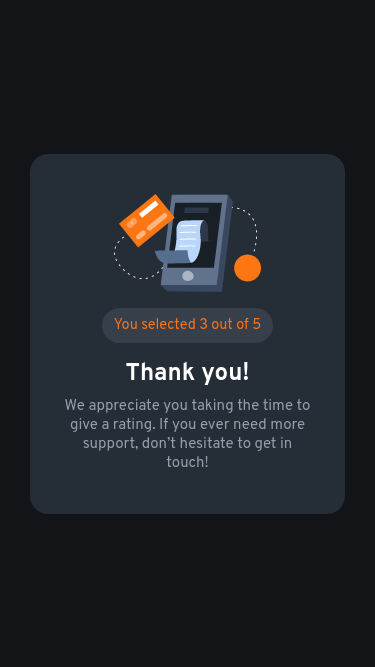 You selected 3 out of 5
Thank you!
We appreciate you taking the time to
give a rating. If you ever need more
support, don’t hesitate to get in
touch!